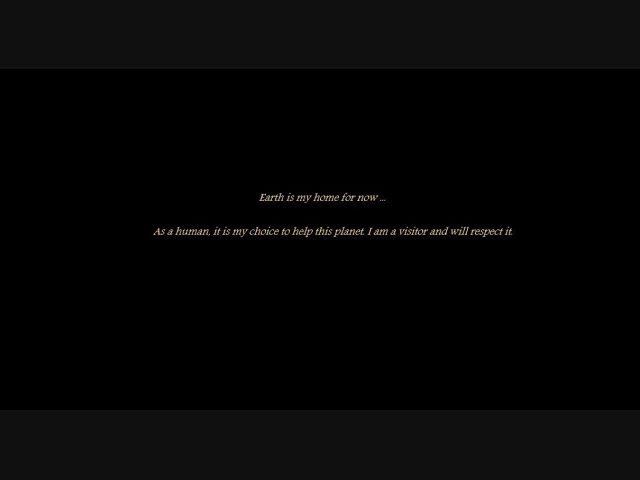 Earth is my home for now ...
As a human, it is my choice to help this planet. I am a visitor and will respect it.